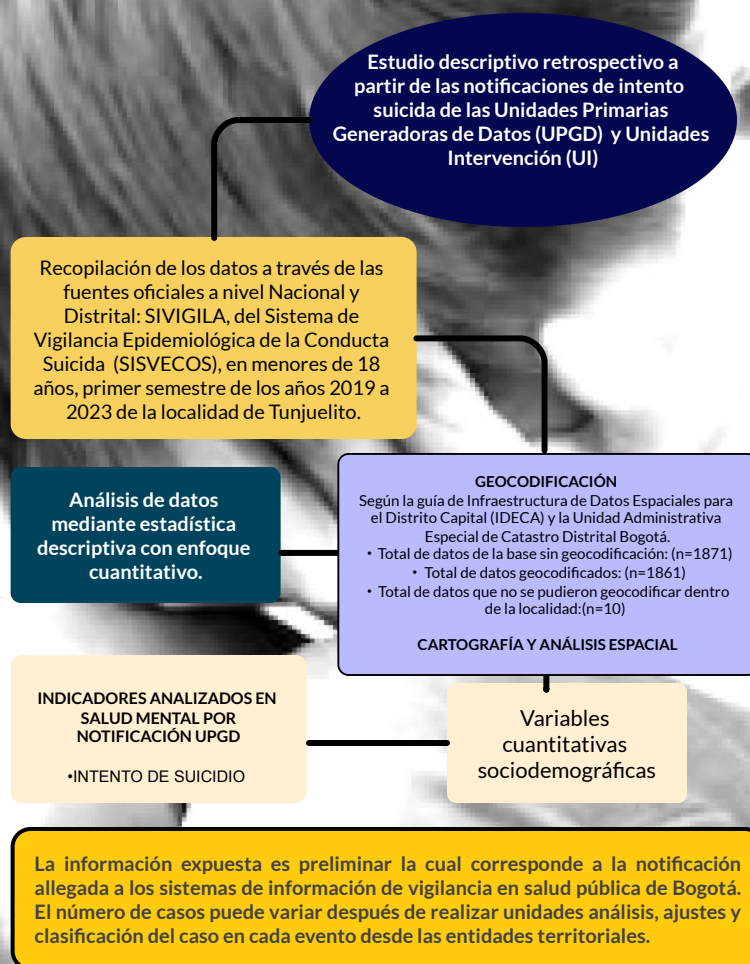 Estudio descriptivo retrospectivo a
partir de las notificaciones de intento
suicida de las Unidades Primarias
Generadoras de Datos (UPGD) y Unidades
Intervención (UI)
Recopilación de los datos a través de las
fuentes oficiales a nivel Nacional y
Distrital: SIVIGILA, del Sistema de
Vigilancia Epidemiológica de la Conducta
Suicida (SISVECOS), en menores de 18
años, primer semestre de los años 2019 a
2023 de la localidad de Tunjuelito.
GEOCODIFICACIÓN
Según la guía de Infraestructura de Datos Espaciales para
el Distrito Capital (IDECA) y la Unidad Administrativa
Especial de Catastro Distrital Bogotá.
• Total de datos de la base sin geocodificación: (n=1871)
• Total de datos geocodificados: (n=1861)
• Total de datos que no se pudieron geocodificar dentro
de la localidad:(n=10)
CARTOGRAFÍA Y ANÁLISIS ESPACIAL
Análisis de datos
mediante estadística
descriptiva con enfoque
cuantitativo.
Variables
cuantitativas
sociodemográficas
INDICADORES ANALIZADOS EN
SALUD MENTAL POR
NOTIFICACIÓN UPGD
•INTENTO DE SUICIDIO
La información expuesta es preliminar la cual corresponde a la notificación
allegada a los sistemas de información de vigilancia en salud pública de Bogotá.
El número de casos puede variar después de realizar unidades análisis, ajustes y
clasificación del caso en cada evento desde las entidades territoriales.